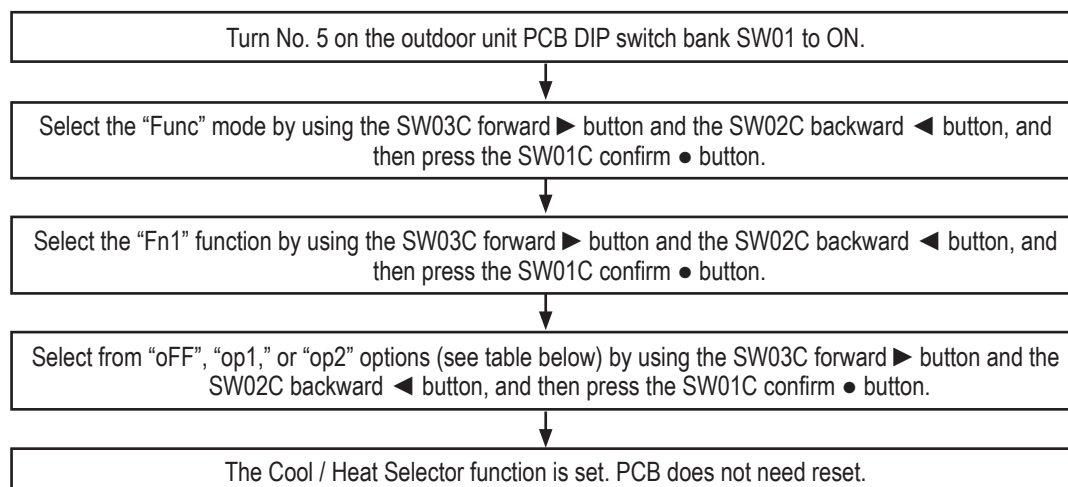 Turn No. 5 on the outdoor unit PCB DIP switch bank SW01 to ON.
Select the “Func” mode by using the SW03C forward ► button and the SW02C backward ◄ button, and
then press the SW01C confirm ● button.
Select the “Fn1” function by using the SW03C forward ► button and the SW02C backward ◄ button, and
then press the SW01C confirm ● button.
Select from “oFF”, “op1,” or “op2” options (see table below) by using the SW03C forward ► button and the
SW02C backward ◄ button, and then press the SW01C confirm ● button.
The Cool / Heat Selector function is set. PCB does not need reset.